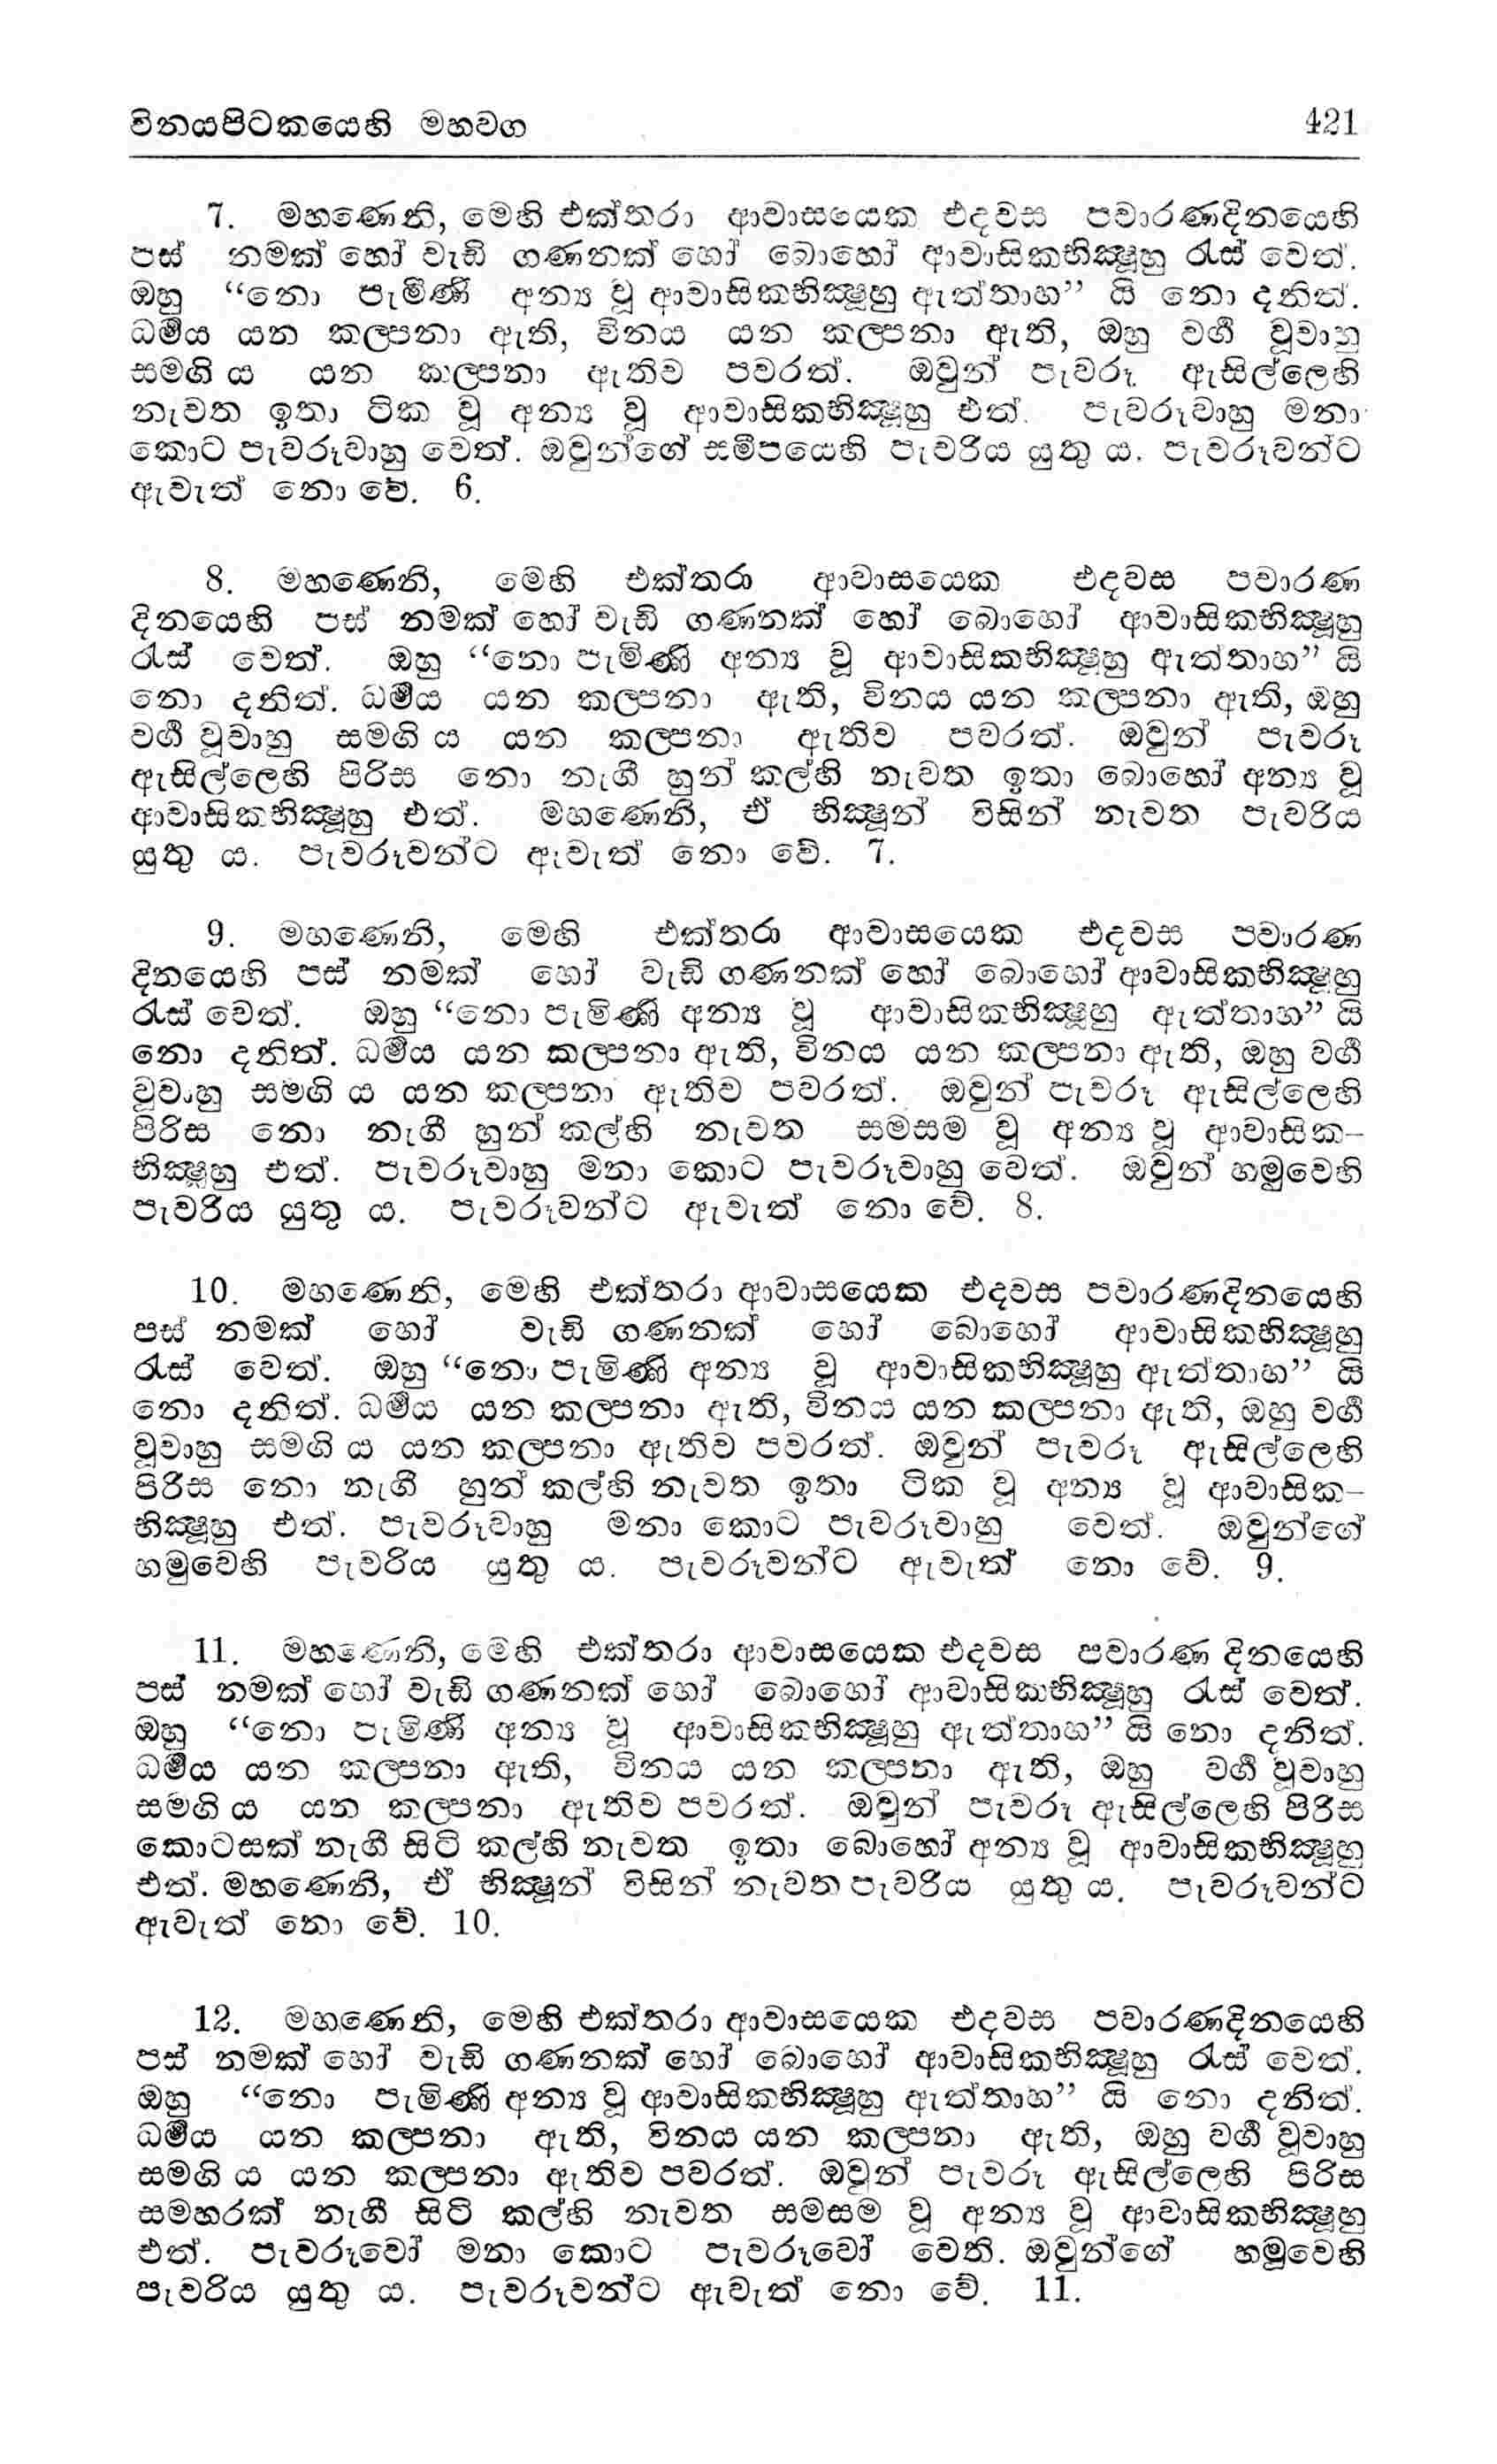 විනයපිටකයෙහි මහවග 421
7. මහණෙනි, මෙහි එක්තරා ආවාසයෙක එදවස පවාරණදිනයෙහි
පස් නමක් හෝ වැඩි ගණනක් හෝ බොහෝ ආවාසිකභික්‍ෂූහු රැස් වෙත්.
ඔහු “නො පැමිණි අන්‍ය වූ ආවාසිකභික්‍ෂූහු ඇත්තාහ” යි නො දනිත්.
ධර්‍මය යන කල්පනා ඇති, විනය යන කල්පනා ඇති, ඔහු වර්‍ග වූවාහු
සමගි ය යන කල්පනා ඇතිව පවරත්. ඔවුන් පැවරූ ඇසිල්ලෙහි
නැවත ඉතා ටික වූ අන්‍ය වූ ආවාසිකභික්‍ෂූහු එත්. පැවරූවාහු මනා
කොට පැවරූවාහු වෙත්. ඔවුන්ගේ සමීපයෙහි පැවරිය යුතු ය. පැවරූවන්ට
ඇවැත් නො වේ. 6.
8. මහණෙනි, මෙහි එක්තරා ආවාසයෙක එදවස පවාරණ
දිනයෙහි පස් නමක් හෝ වැඩි ගණනක් හෝ බොහෝ ආවාසිකභික්‍ෂූහු
රැස් වෙත්. ඔහු “නො පැමිණි අන්‍ය වූ ආවාසිකභික්‍ෂූහු ඇත්තාහ” යි
නො දනිත්. ධර්‍මය යන කල්පනා ඇති, විනය යන කල්පනා ඇති, ඔහු
වර්‍ග වූවාහු සමගි ය යන කල්පනා ඇතිව පවරත්. ඔවුන් පැවරූ
ඇසිල්ලෙහි පිරිස නො නැගී හුන් කල්හි නැවත ඉතා බොහෝ අන්‍ය වූ
ආවාසිකභික්‍ෂූහු එත්. මහණෙනි, ඒ භික්‍ෂූන් විසින් නැවත පැවරිය
යුතු ය. පැවරූවන්ට ඇවැත් නො වේ. 7.
9. මහණෙනි, මෙහි එක්තරා ආවාසයෙක එදවස පවාරණ
දිනයෙහි පස් නමක් හෝ වැඩි ගණනක් හෝ බොහෝ ආවාසිකභික්‍ෂූහු
රැස් වෙත්. ඔහු “නො පැමිණි අන්‍ය වූ ආවාසිකභික්‍ෂූහු ඇත්තාහ” යි
නො දනිත්. ධර්‍මය යන කල්පනා ඇති, විනය යන කල්පනා ඇති, ඔහු වර්‍ග
වූවාහු සමගි ය යන කල්පනා ඇතිව පවරත්. ඔවුන් පැවරූ ඇසිල්ලෙහි
පිරිස නො නැගී හුන් කල්හි නැවත සමසම වූ අන්‍ය වූ ආවාසික-
භික්‍ෂූහු එත්. පැවරූවාහු මනා කොට පැවරූවාහු වෙත්. ඔවුන් හමුවෙහි
පැවරිය යුතු ය. පැවරූවන්ට ඇවැත් නො වේ. 8.
10. මහණෙනි, මෙහි එක්තරා ආවාසයෙක එදවස පවාරණදිනයෙහි
පස් නමක් හෝ වැඩි ගණනක් හෝ බොහෝ ආවාසිකභික්‍ෂූහු
රැස් වෙත්. ඔහු “නො පැමිණි අන්‍ය වූ ආවාසිකභික්‍ෂූහු ඇත්තාහ” යි
නො දනිත්. ධර්‍මය යන කල්පනා ඇති, විනය යන කල්පනා ඇති, ඔහු වර්‍ග
වූවාහු සමගි ය යන කල්පනා ඇතිව පවරත්. ඔවුන් පැවරූ ඇසිල්ලෙහි
පිරිස නො නැගී හුන් කල්හි නැවත ඉතා ටික වූ අන්‍ය වූ ආවාසික-
භික්‍ෂූහු එත්. පැවරූවාහු මනා කොට පැවරූවාහු වෙත්. ඔවුන්ගේ
හමුවෙහි පැවරිය යුතු ය. පැවරූවන්ට ඇවැත් නො වේ. 9.
11. මහණෙනි, මෙහි එක්තරා ආවාසයෙක එදවස පවාරණ දිනයෙහි
පස් නමක් හෝ වැඩි ගණනක් හෝ බොහෝ ආවාසිකභික්‍ෂූහු රැස් වෙත්.
ඔහු “නො පැමිණි අන්‍ය වූ ආවාසිකභික්‍ෂූහු ඇත්තාහ” යි නො දනිත්.
ධර්‍මය යන කල්පනා ඇති, විනය යන කල්පනා ඇති, ඔහු වර්‍ග වූවාහු
සමගි ය යන කල්පනා ඇතිව පවරත්. ඔවුන් පැවරූ ඇසිල්ලෙහි පිරිස
කොටසක් නැගී සිටි කල්හි නැවත ඉතා බොහෝ අන්‍ය වූ ආවාසිකභික්‍ෂූහු
එත්. මහණෙනි, ඒ භික්‍ෂූන් විසින් නැවත පැවරිය යුතු ය. පැවරූවන්ට
ඇවැත් නො වේ. 10.
12. මහණෙනි, මෙහි එක්තරා ආවාසයෙක එදවස පවාරණදිනයෙහි
පස් නමක් හෝ වැඩි ගණනක් හෝ බොහෝ ආවාසිකභික්‍ෂූහු රැස් වෙත්.
ඔහු “නො පැමිණි අන්‍ය වූ ආවාසිකභික්‍ෂූහු ඇත්තාහ” යි නො දනිත්.
ධර්‍මය යන කල්පනා ඇති, විනය යන කල්පනා ඇති, ඔහු වර්‍ග වූවාහු
සමගි ය යන කල්පනා ඇතිව පවරත්. ඔවුන් පැවරූ ඇසිල්ලෙහි පිරිස
සමහරක් නැගී සිටි කල්හි නැවත සමසම වූ අන්‍ය වූ ආවාසිකභික්‍ෂූහු
එත්. පැවරූවෝ මනා කොට පැවරූවෝ වෙති. ඔවුන්ගේ හමුවෙහි
පැවරිය යුතු ය. පැවරූවන්ට ඇවැත් නො වේ. 11.